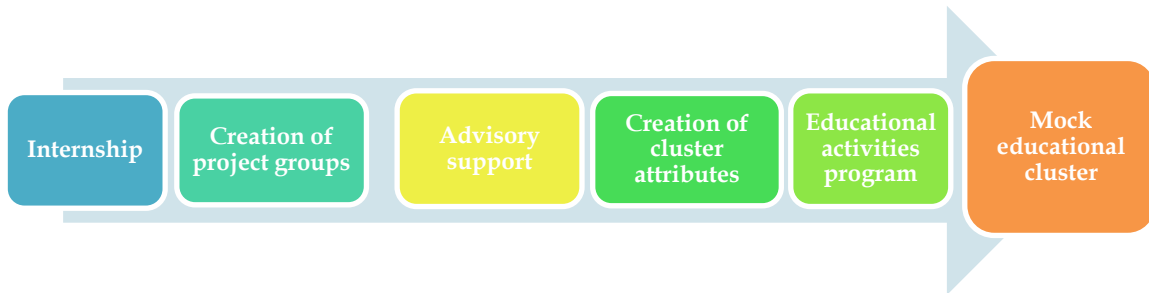 Internship
Creation of
project groups
Advisory
support
Creation of
cluster
attributes
Educational
activities
program
Mock
educational
cluster